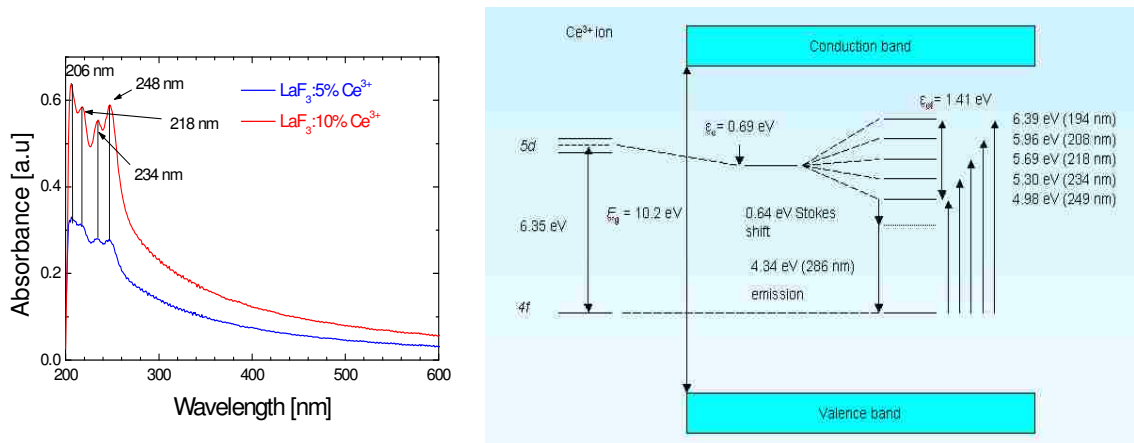 206 nm
248 nm
218 nm
234 nm
LaF₃:5% Ce³⁺
LaF₃:10% Ce³⁺
0.6
0.4
0.2
0.0
Absorbance [a.u]
200 300 400 500 600
Wavelength [nm]
Ce³⁺ ion
Conduction band
εcf = 1.41 eV
εc = 0.69 eV
5d
6.39 eV (194 nm)
5.96 eV (208 nm)
5.69 eV (218 nm)
5.30 eV (234 nm)
4.98 eV (249 nm)
6.35 eV
= 10.2 eV
0.64 eV Stokes
shift
4.34 eV (286 nm)
emission
4f
Valence band